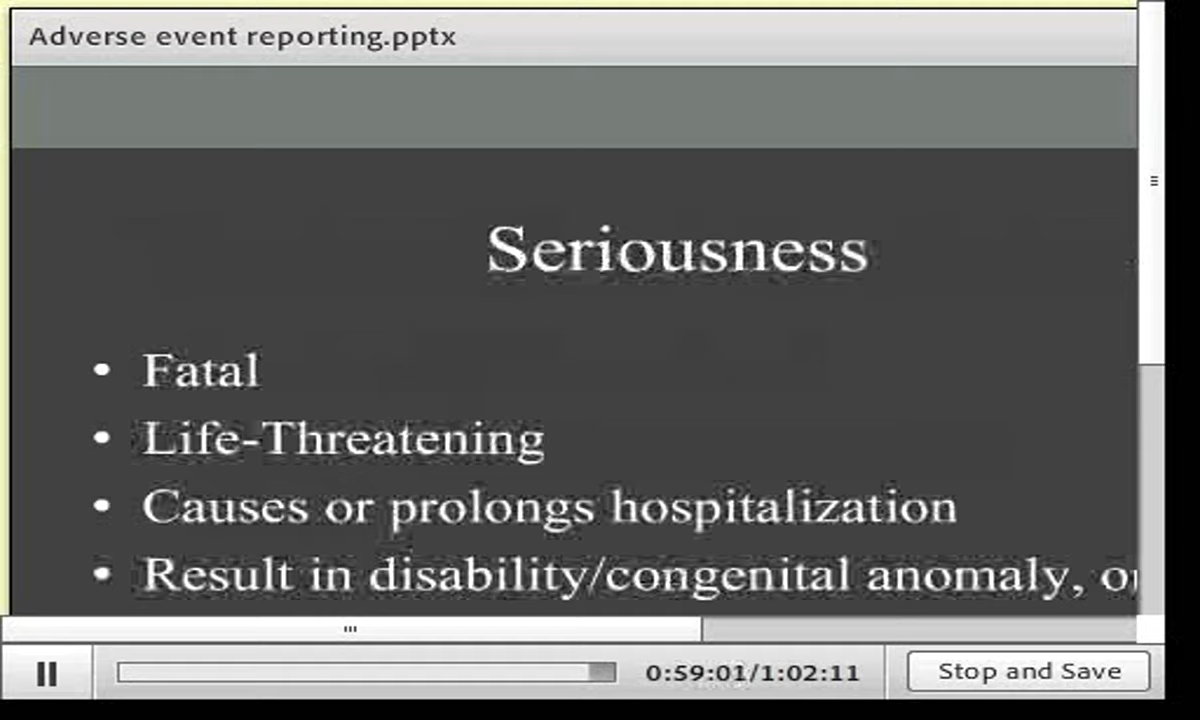 Adverse event reporting.pptx
Seriousness
• Fatal
• Life-Threatening
• Causes or prolongs hospitalization
• Result in disability/congenital anomaly,
0:59:01/1:02:11
Stop and Save